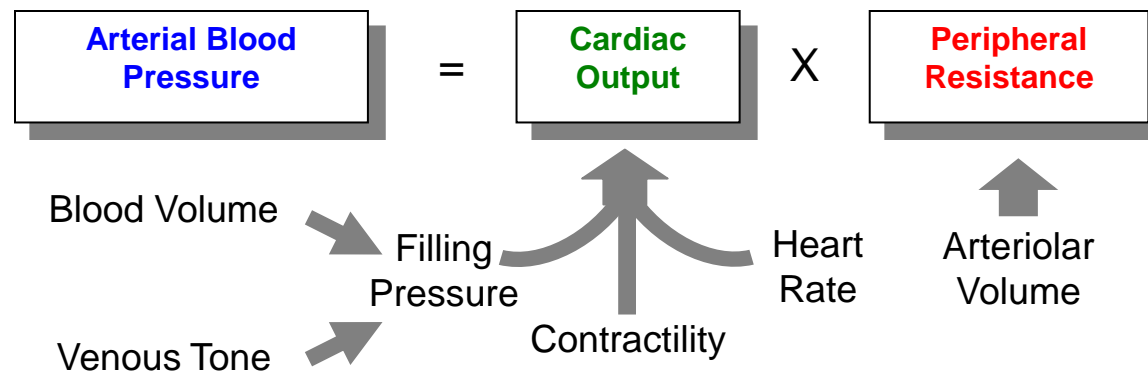 Arterial Blood
Pressure
=
Cardiac
Output
X
Peripheral
Resistance
Blood Volume
Filling
Pressure
Venous Tone
Contractility
Heart
Rate
Arteriolar
Volume